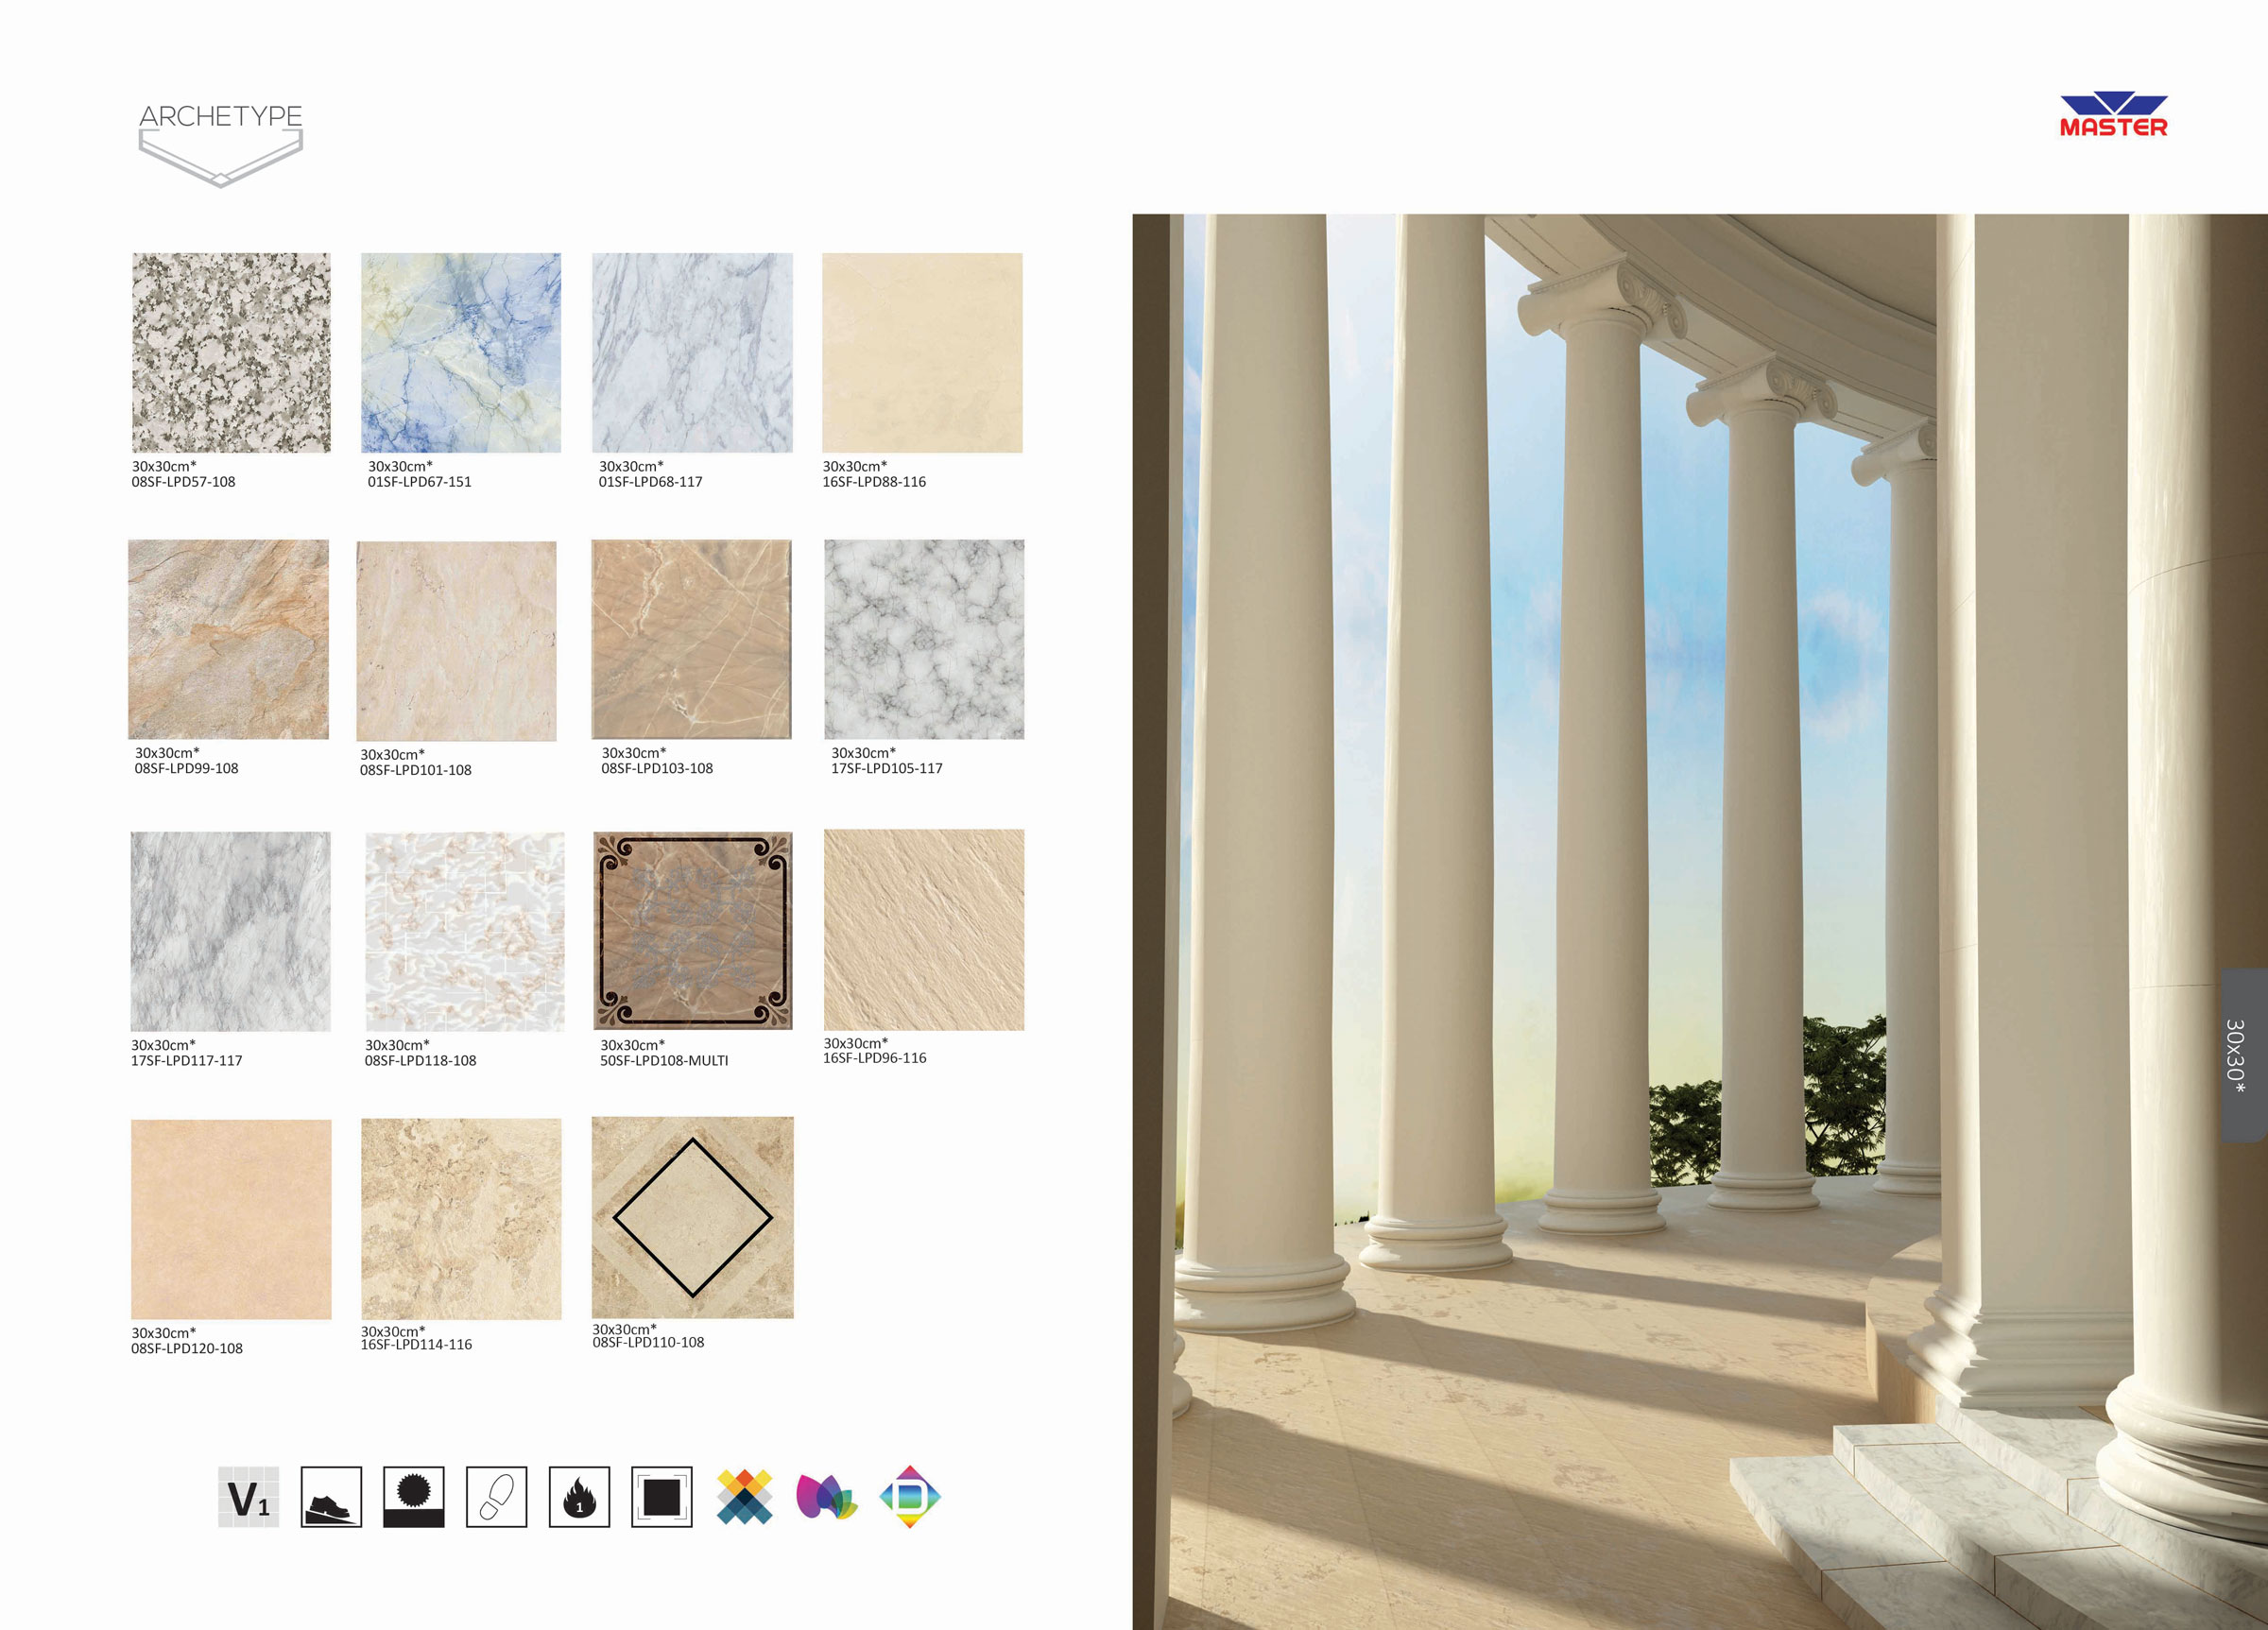 ARCHETYPE
MASTER
30x30cm*
08SF-LPD57-108
30x30cm*
01SF-LPD67-151
30x30cm*
01SF-LPD68-117
30x30cm*
16SF-LPD88-116
30x30cm*
08SF-LPD99-108
30x30cm*
08SF-LPD101-108
30x30cm*
08SF-LPD103-108
30x30cm*
17SF-LPD105-117
30x30cm*
17SF-LPD117-117
30x30cm*
08SF-LPD118-108
30x30cm*
50SF-LPD108-MULTI
30x30cm*
16SF-LPD96-116
30x30*
30x30cm*
08SF-LPD120-108
30x30cm*
16SF-LPD114-116
30x30cm*
08SF-LPD110-108
V1
1
D